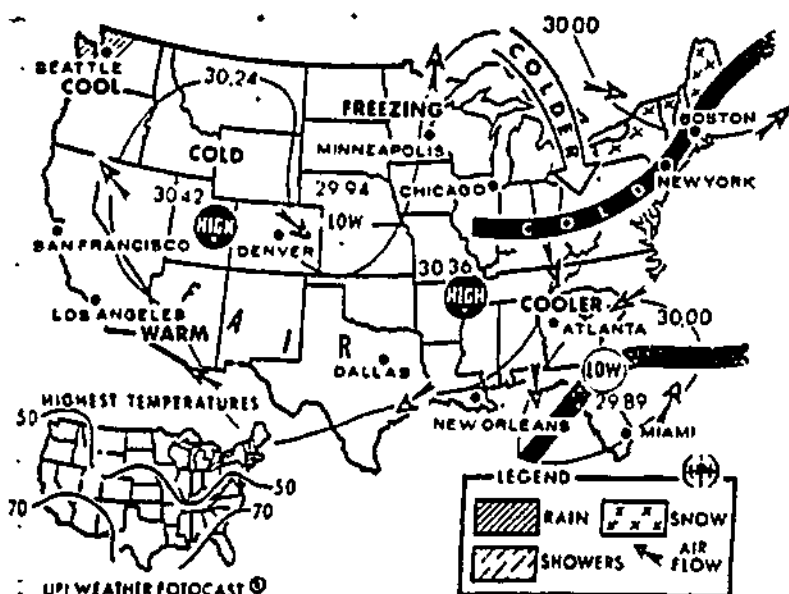 30.00
SEATTLE
COOL
30.24
COLDER
FREEZING
BOSTON
COLD
MINNEAPOLIS
NEW YORK
30.42
29.94
CHICAGO
COLD
HIGH
LOW
SAN FRANCISCO
DENVER
30.36
HIGH
COOLER
LOS ANGELES
FAIR
30.00
ATLANTA
WARM
DALLAS
LOW
HIGHEST TEMPERATURES
29.89
50
NEW ORLEANS
MIAMI
LEGEND
50
70
70
RAIN
SNOW
SHOWERS
AIR FLOW
UPI WEATHER FOTOCAST